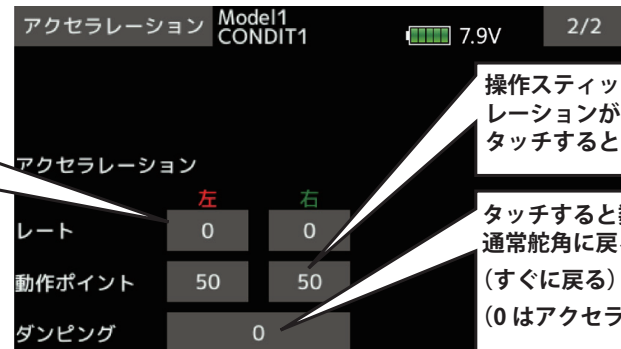 アクセラレーション
Model1
CONDIT1
7.9V
2/2
操作スティッ
レーションが
タッチすると
アクセラレーション
左 右
レート 0 0
動作ポイント 50 50
ダンピング 0
タッチすると
通常舵角に戻
（すぐに戻る）
（0 はアクセラ